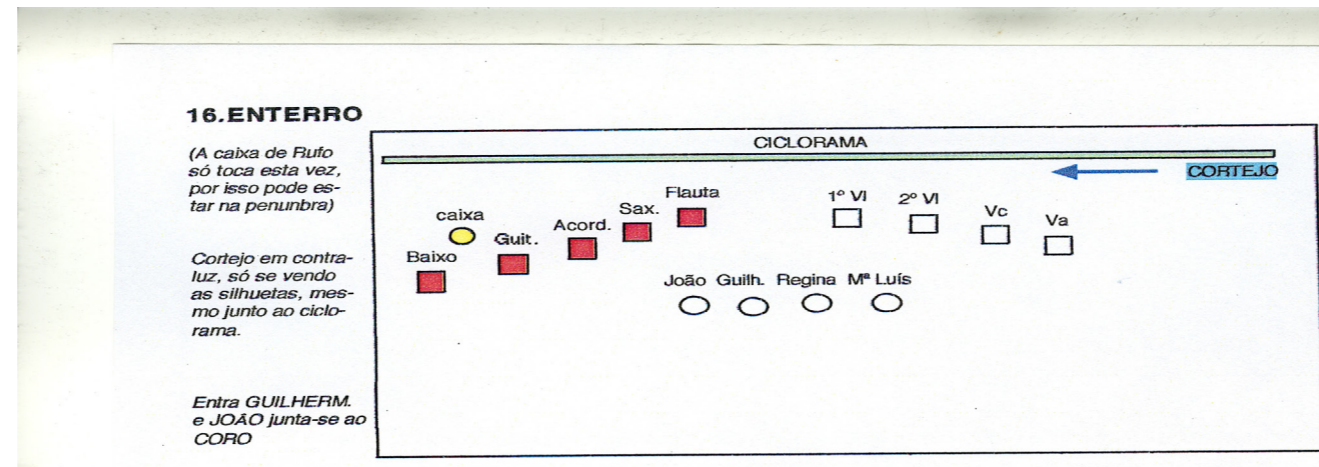 16.ENTERRO
(A caixa de Rufo
só toca esta vez,
por isso pode es-
tar na penunbra)
Cortejo em contra-
luz, só se vendo
as silhuetas, mes-
mo junto ao ciclo-
rama.
Entra GUILHERM.
e JOÃO junta-se ao
CORO
CICLORAMA
CORTEJO
Flauta
1º Vl
2º Vl
Sax.
Vc
Va
caixa
Acord.
Guit.
Baixo
João Guilh. Regina Mª Luís